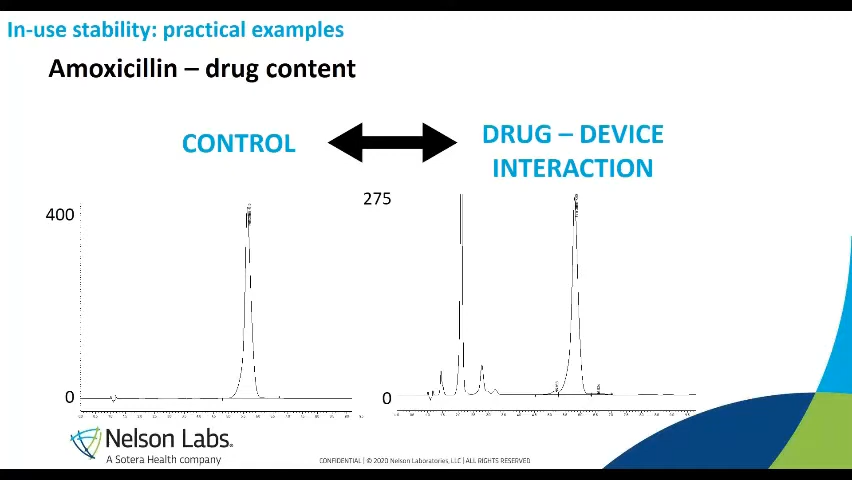 In-use stability: practical examples
Amoxicillin – drug content
CONTROL
DRUG – DEVICE
INTERACTION
400
0
275
0
Nelson Labs.
A Sotera Health company
CONFIDENTIAL | © 2020 Nelson Laboratories, LLC | ALL RIGHTS RESERVED